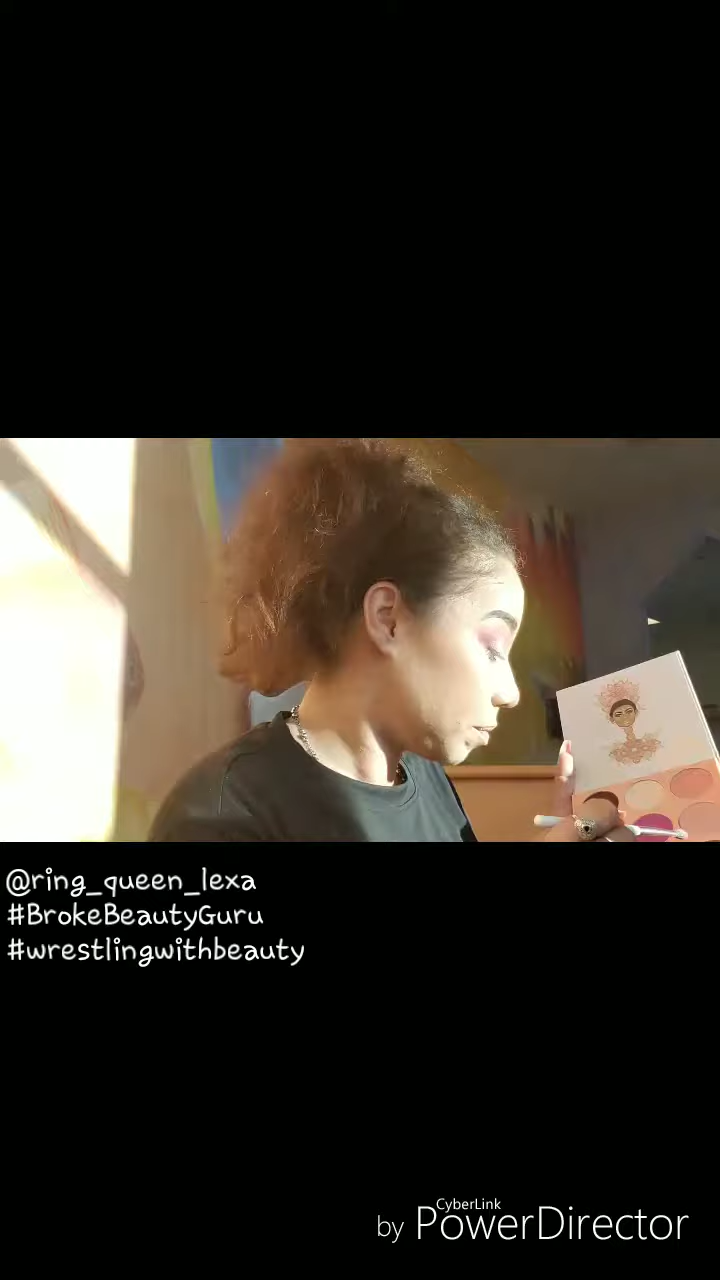 @ring_queen_lexa
#BrokeBeautyGuru
#wrestlingwithbeauty
CyberLink
by PowerDirector